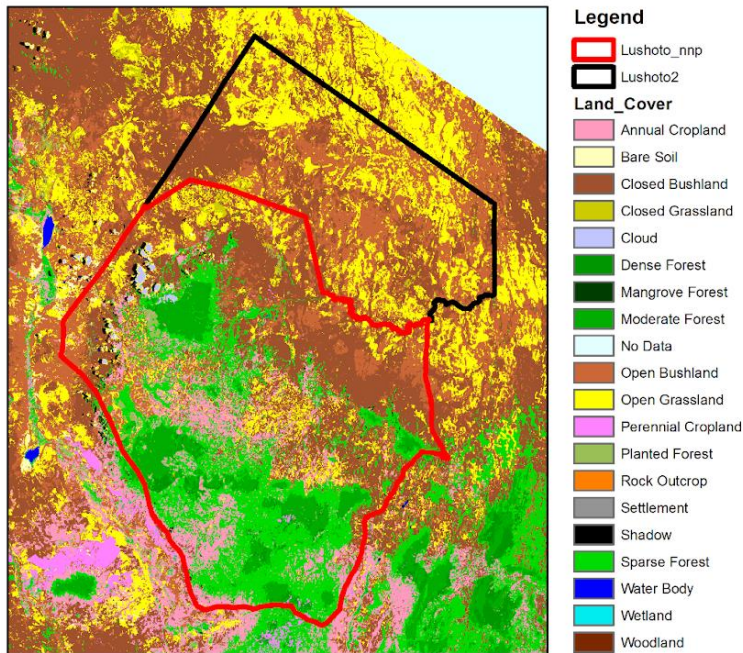 Legend
Lushoto_nnp
Lushoto2
Land_Cover
Annual Cropland
Bare Soil
Closed Bushland
Closed Grassland
Cloud
Dense Forest
Mangrove Forest
Moderate Forest
No Data
Open Bushland
Open Grassland
Perennial Cropland
Planted Forest
Rock Outcrop
Settlement
Shadow
Sparse Forest
Water Body
Wetland
Woodland